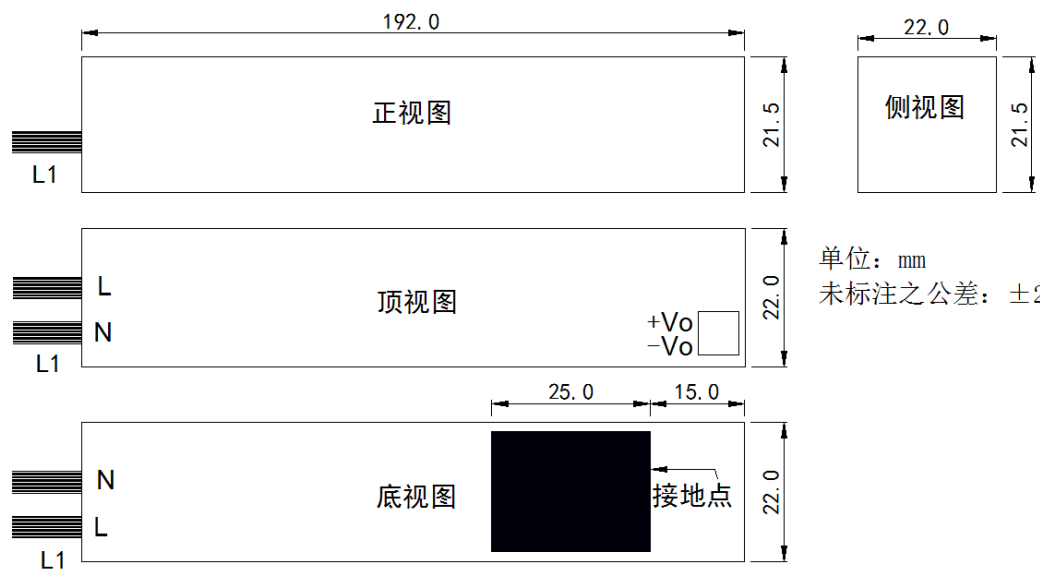 192.0
22.0
正视图
21.5
侧视图
21.5
L1
L
顶视图
22.0
单位：mm
未标注之公差：±2
N
+Vo
-Vo
L1
25.0
15.0
N
底视图
接地点
22.0
L
L1